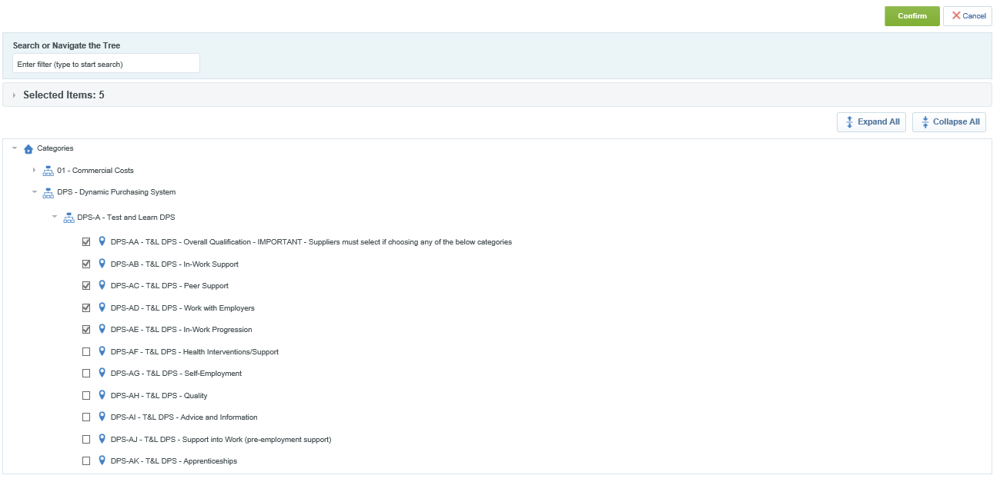 Confirm
Cancel
Search or Navigate the Tree
Enter filter (type to start search)
Selected Items: 5
Expand All
Collapse All
Categories
01 - Commercial Costs
DPS - Dynamic Purchasing System
DPS-A - Test and Learn DPS
DPS-AA - T&L DPS - Overall Qualification - IMPORTANT - Suppliers must select if choosing any of the below categories
DPS-AB - T&L DPS - In-Work Support
DPS-AC - T&L DPS - Peer Support
DPS-AD - T&L DPS - Work with Employers
DPS-AE - T&L DPS - In-Work Progression
DPS-AF - T&L DPS - Health Interventions/Support
DPS-AG - T&L DPS - Self-Employment
DPS-AH - T&L DPS - Quality
DPS-AI - T&L DPS - Advice and Information
DPS-AJ - T&L DPS - Support into Work (pre-employment support)
DPS-AK - T&L DPS - Apprenticeships